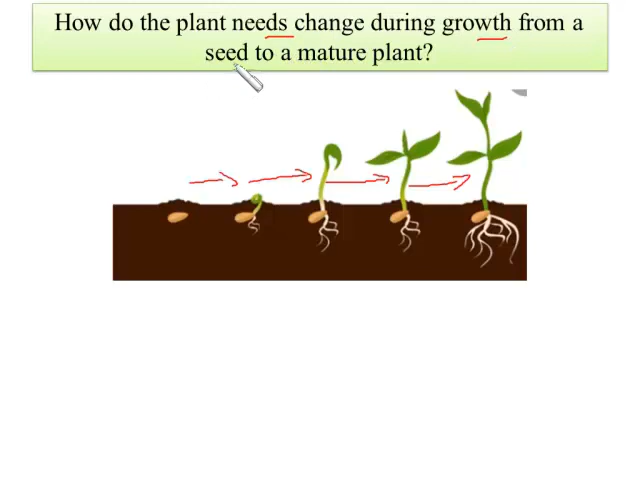 How do the plant needs change during growth from a
seed to a mature plant?